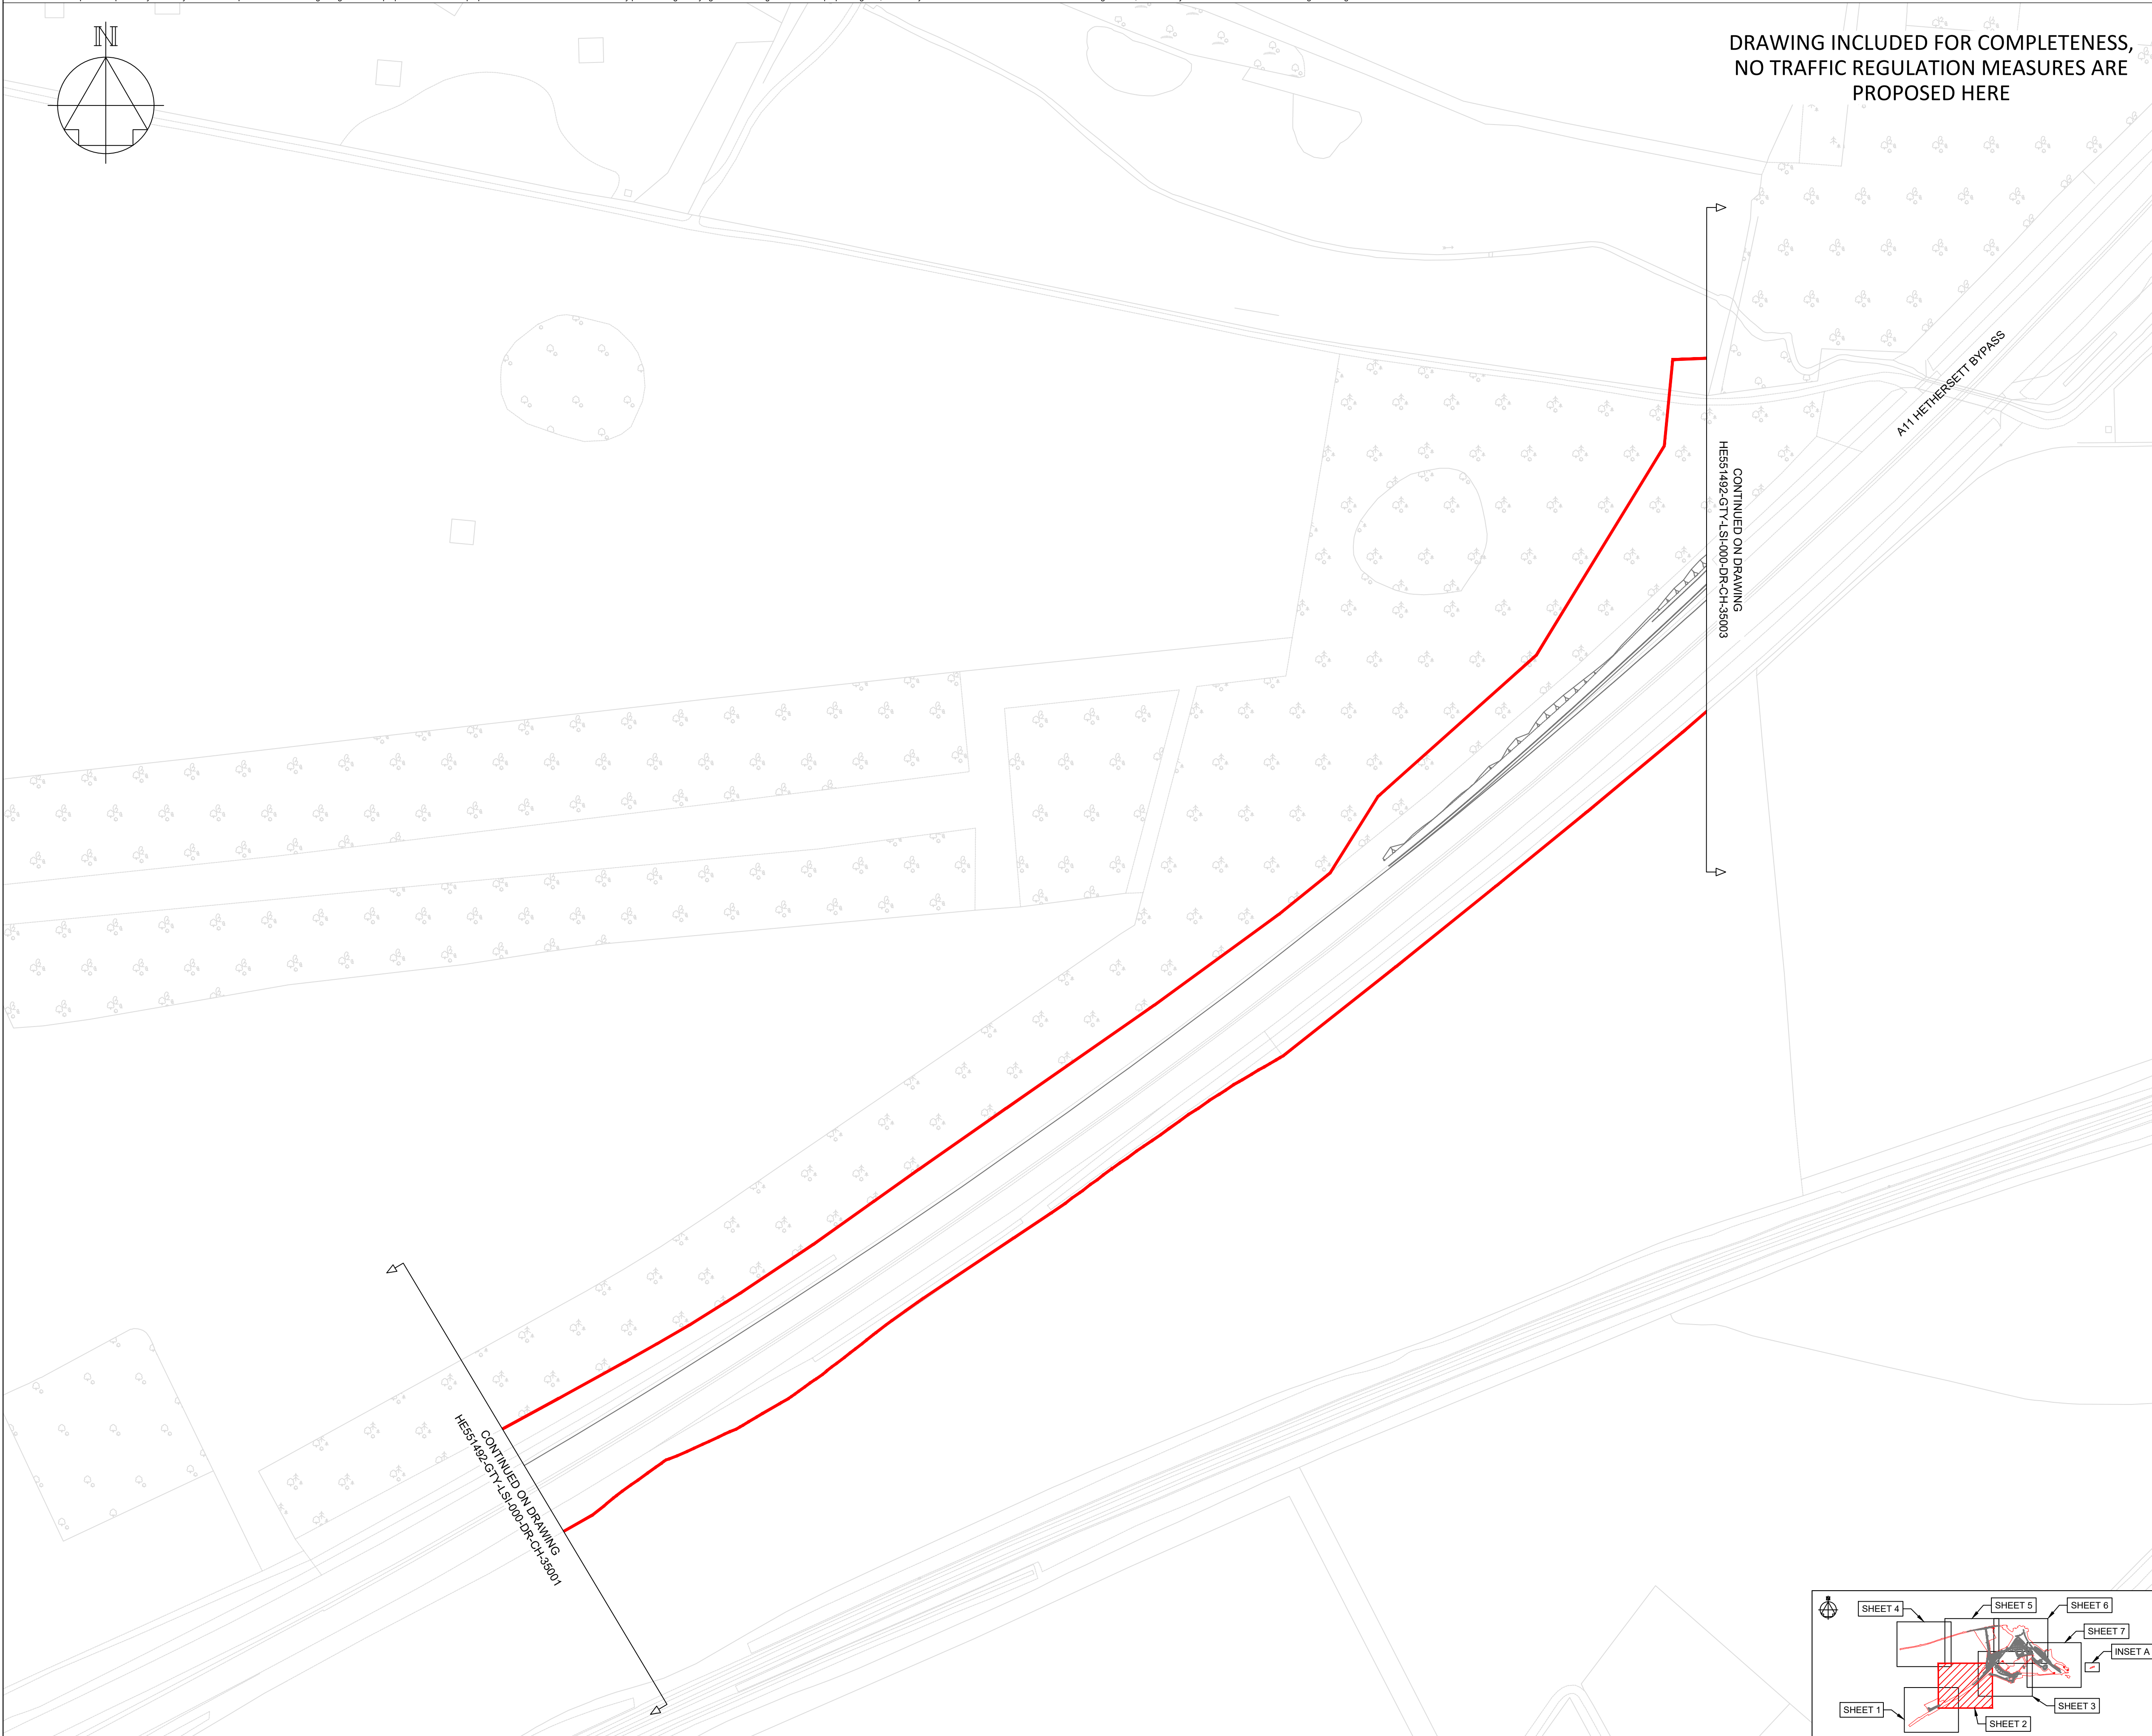 N
DRAWING INCLUDED FOR COMPLETENESS,
NO TRAFFIC REGULATION MEASURES ARE
PROPOSED HERE
A11 HETHERSETT BYPASS
CONTINUED ON DRAWING
HE551492-GTY-LSI-000-DR-CH-35003
CONTINUED ON DRAWING
HE551492-GTY-LSI-000-DR-CH-35001
SHEET 4
SHEET 5
SHEET 6
SHEET 7
INSET A
SHEET 1
SHEET 3
SHEET 2